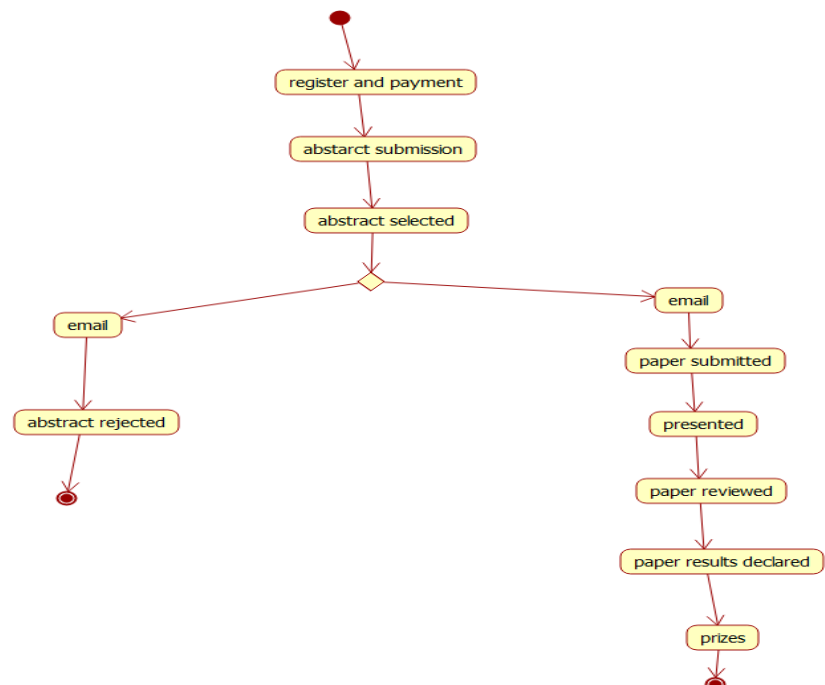 register and payment
abstarct submission
abstract selected
email
email
paper submitted
abstract rejected
presented
paper reviewed
paper results declared
prizes